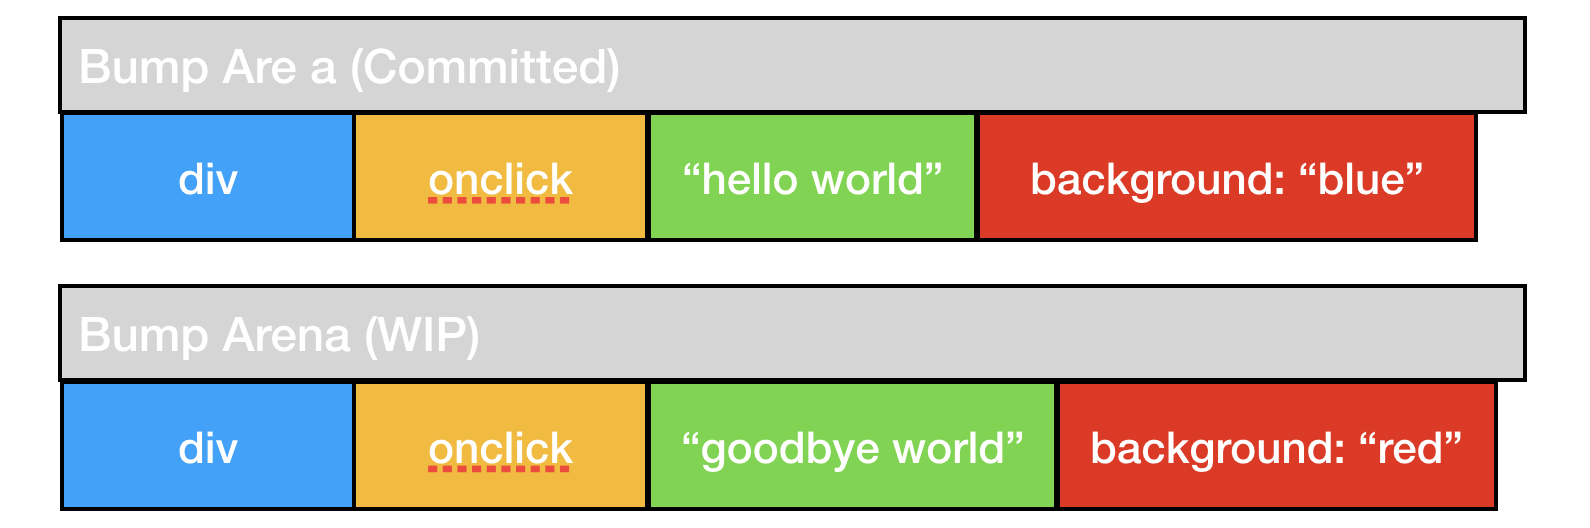 Bump Are a (Committed)
div onclick “hello world” background: “blue”
Bump Arena (WIP)
div onclick “goodbye world” background: “red”